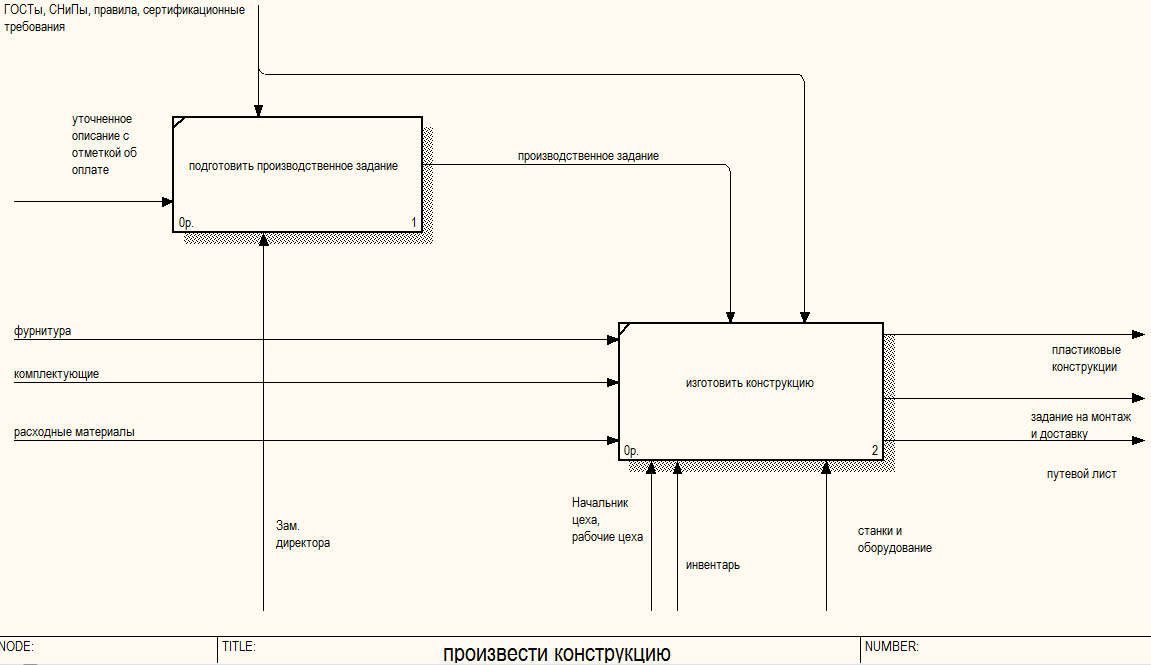 ГОСТы, СНиПы, правила, сертификационные
требования
уточненное
описание с
отметкой об
оплате
подготовить производственное задание
0р.
1
производственное задание
фурнитура
комплектующие
расходные материалы
изготовить конструкцию
0р.
2
пластиковые
конструкции
задание на монтаж
и доставку
путевой лист
Зам.
директора
Начальник
цеха,
рабочие цеха
инвентарь
станки и
оборудование
NODE:
TITLE:
произвести конструкцию
NUMBER: